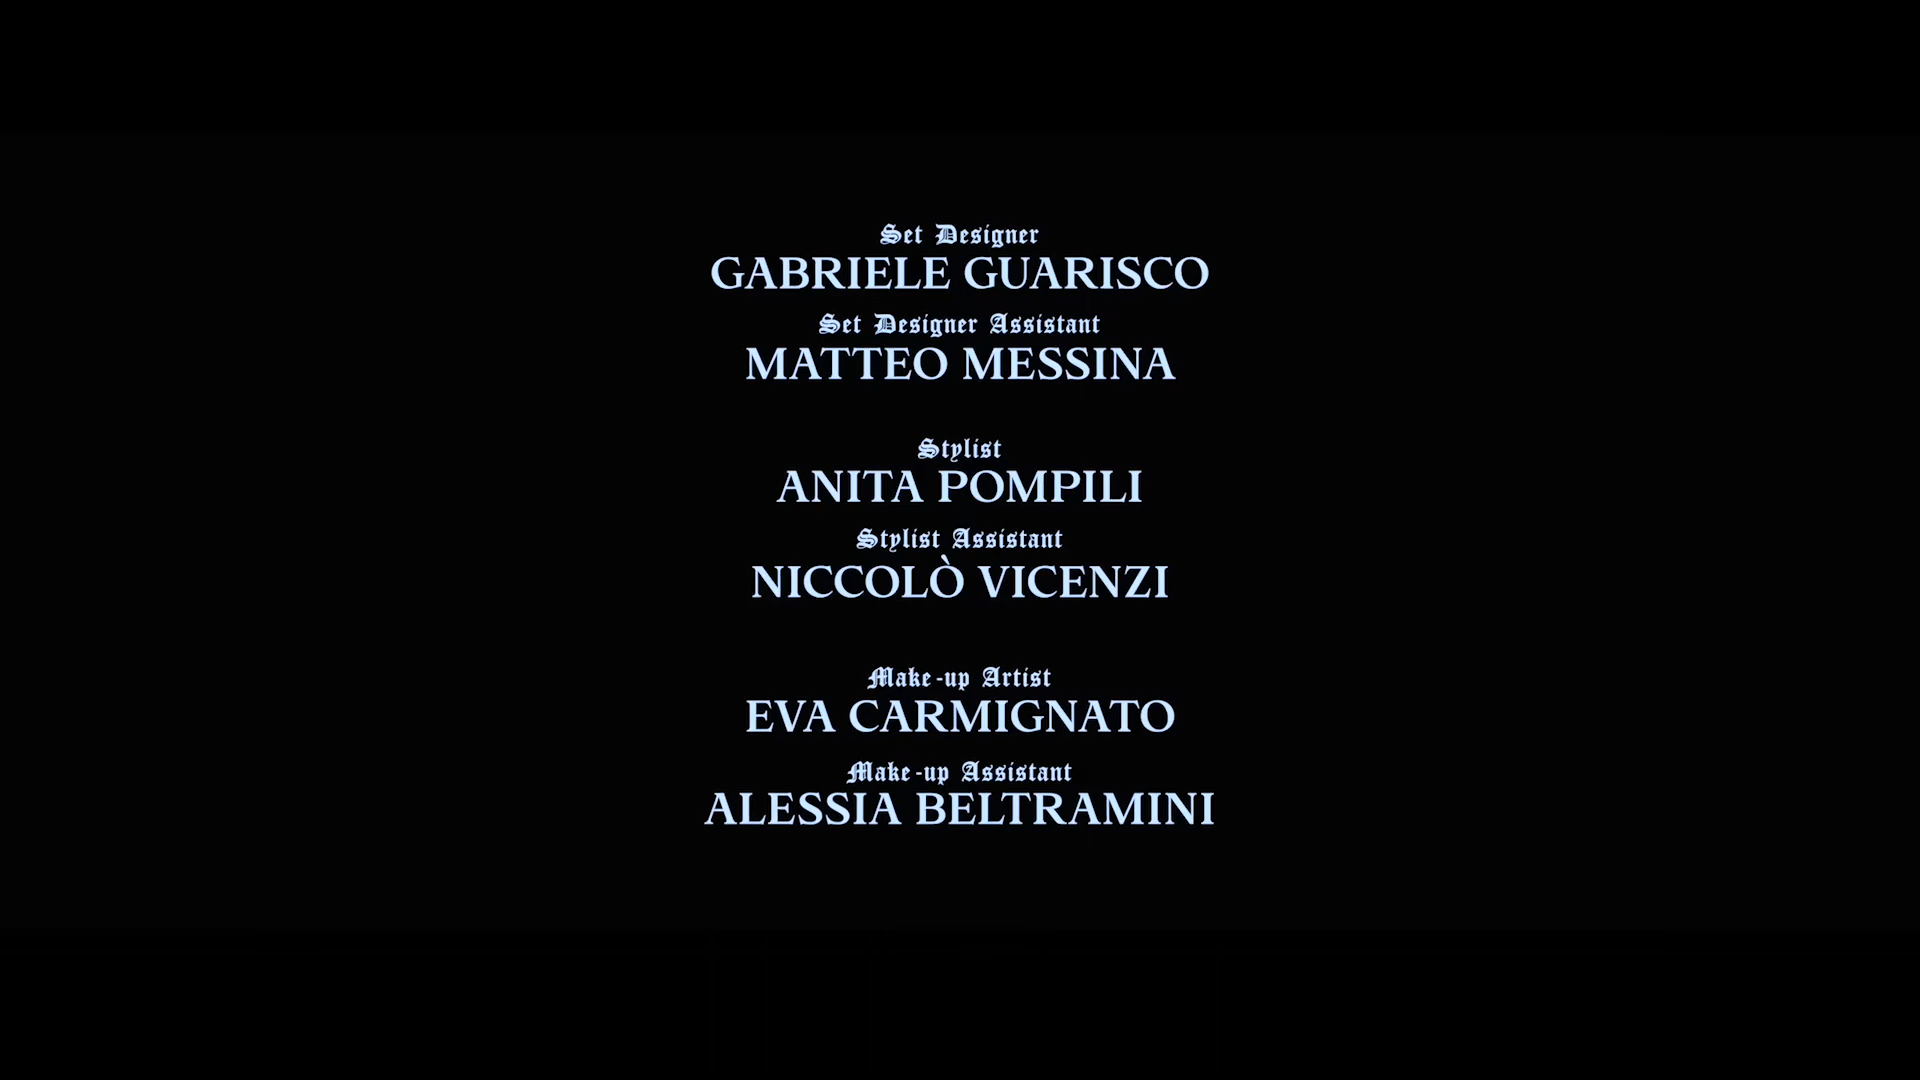 Set Designer
GABRIELE GUARISCO
Set Designer Assistant
MATTEO MESSINA
Stylist
ANITA POMPILI
Stylist Assistant
NICCOLÒ VICENZI
Make-up Artist
EVA CARMIGNATO
Make-up Assistant
ALESSIA BELTRAMINI